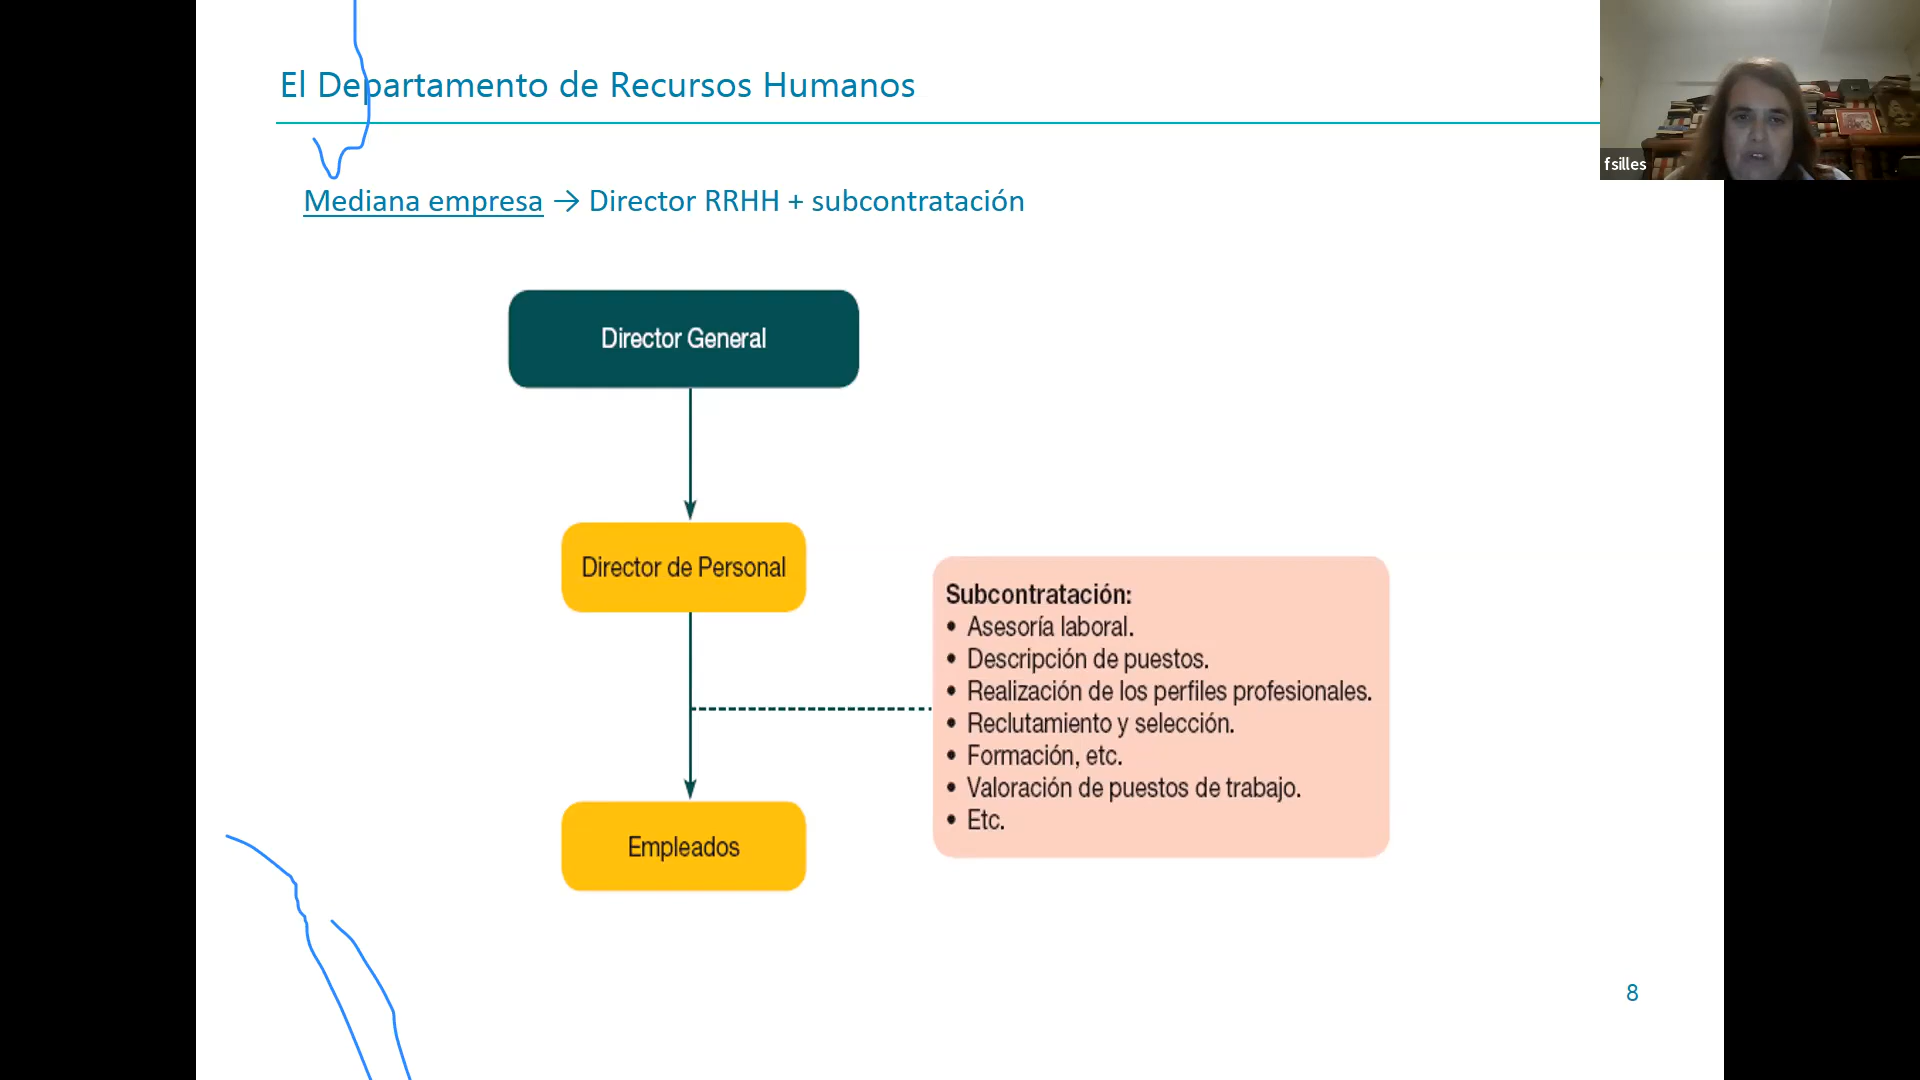 El Departamento de Recursos Humanos
fsilles
Mediana empresa → Director RRHH + subcontratación
Director General
Director de Personal
Subcontratación:
• Asesoría laboral.
• Descripción de puestos.
• Realización de los perfiles profesionales.
• Reclutamiento y selección.
• Formación, etc.
• Valoración de puestos de trabajo.
• Etc.
Empleados
8